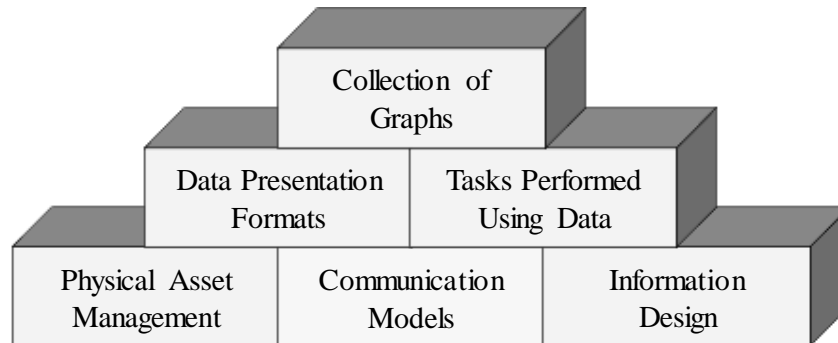 Collection of
Graphs
Data Presentation
Formats
Tasks Performed
Using Data
Physical Asset
Management
Communication
Models
Information
Design